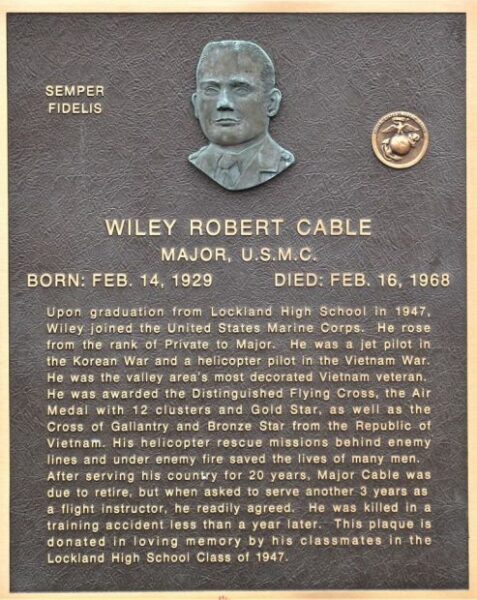 SEMPER
FIDELIS
WILEY ROBERT CABLE
MAJOR, U.S.M.C.
BORN: FEB. 14, 1929 DIED: FEB. 16, 1968
Upon graduation from Lockland High School in 1947,
Wiley joined the United States Marine Corps. He rose
from the rank of Private to Major. He was a jet pilot in
the Korean War and a helicopter pilot in the Vietnam War.
He was the valley area's most decorated Vietnam veteran.
He was awarded the Distinguished Flying Cross, the Air
Medal with 12 clusters and Gold Star, as well as the
Cross of Gallantry and Bronze Star from the Republic of
Vietnam. His helicopter rescue missions behind enemy
lines and under enemy fire saved the lives of many men.
After serving his country for 20 years, Major Cable was
due to retire, but when asked to serve another 3 years as
a flight instructor, he readily agreed. He was killed in a
training accident less than a year later. This plaque is
donated in loving memory by his classmates in the
Lockland High School Class of 1947.